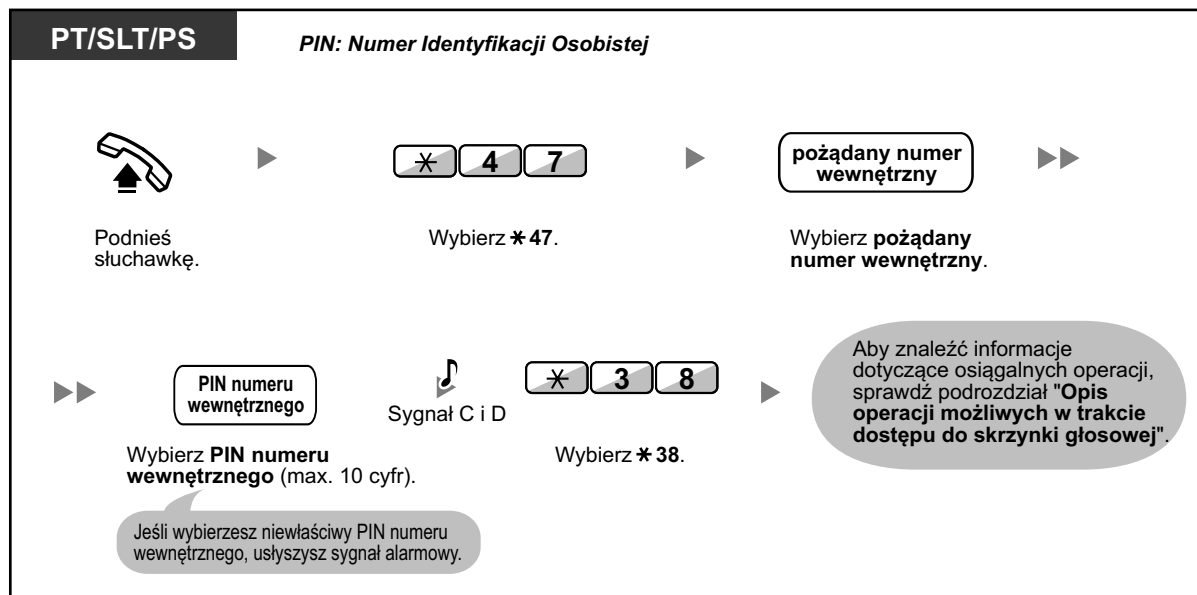 PT/SLT/PS
PIN: Numer Identyfikacji Osobistej
Podnieś
słuchawkę.
* 4 7
Wybierz * 47.
pożądany numer
wewnętrzny
Wybierz pożądany
numer wewnętrzny.
PIN numeru
wewnętrznego
Wybierz PIN numeru
wewnętrznego (max. 10 cyfr).
Jeśli wybierzesz niewłaściwy PIN numeru
wewnętrznego, usłyszysz sygnał alarmowy.
Sygnał C i D
* 3 8
Wybierz * 38.
Aby znaleźć informacje
dotyczące osiągalnych operacji,
sprawdź podrozdział "Opis
operacji możliwych w trakcie
dostępu do skrzynki głosowej".